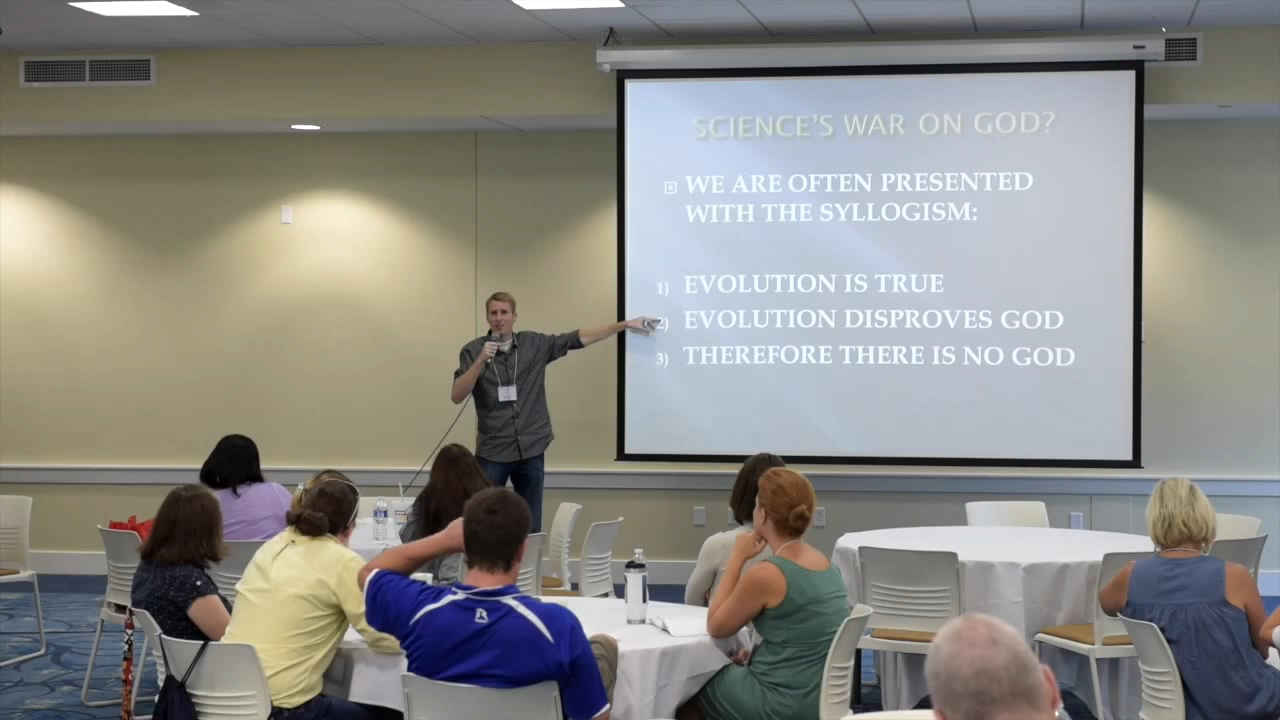 SCIENCE'S WAR ON GOD?
WE ARE OFTEN PRESENTED
WITH THE SYLLOGISM:
1) EVOLUTION IS TRUE
2) EVOLUTION DISPROVES GOD
3) THEREFORE THERE IS NO GOD